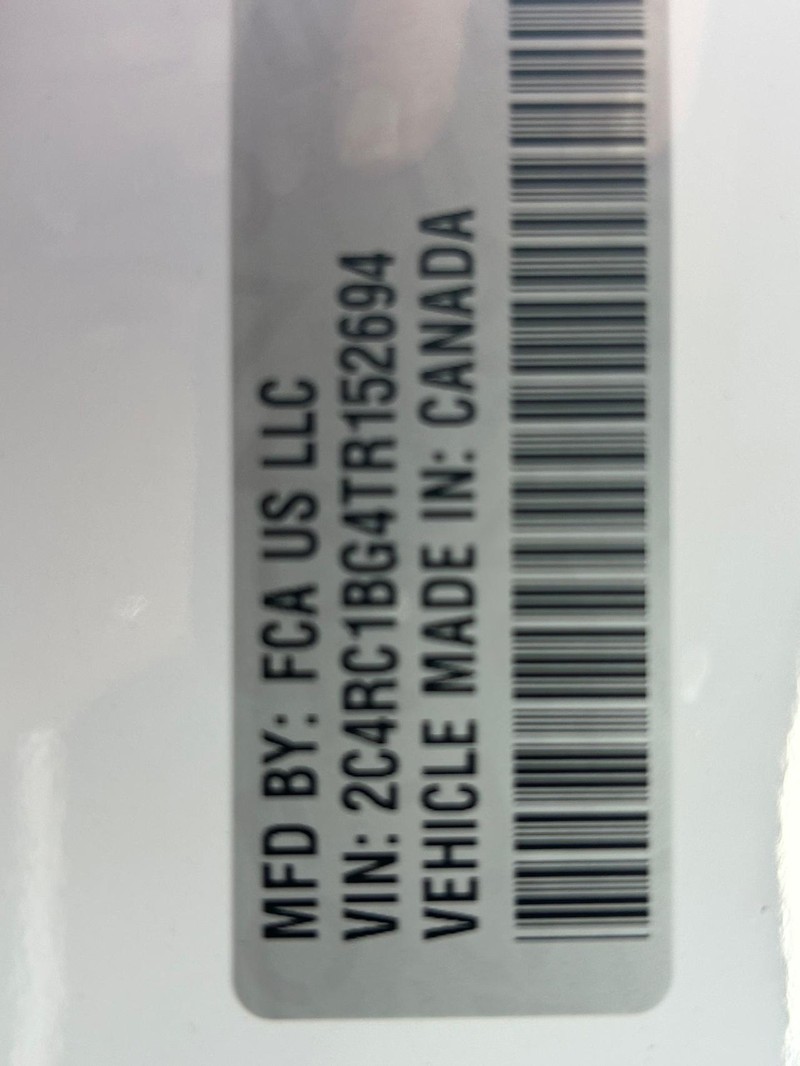 MFD BY: FCA US LLC
VIN: 2C4RC1BG4TR152694
VEHICLE MADE IN: CANADA